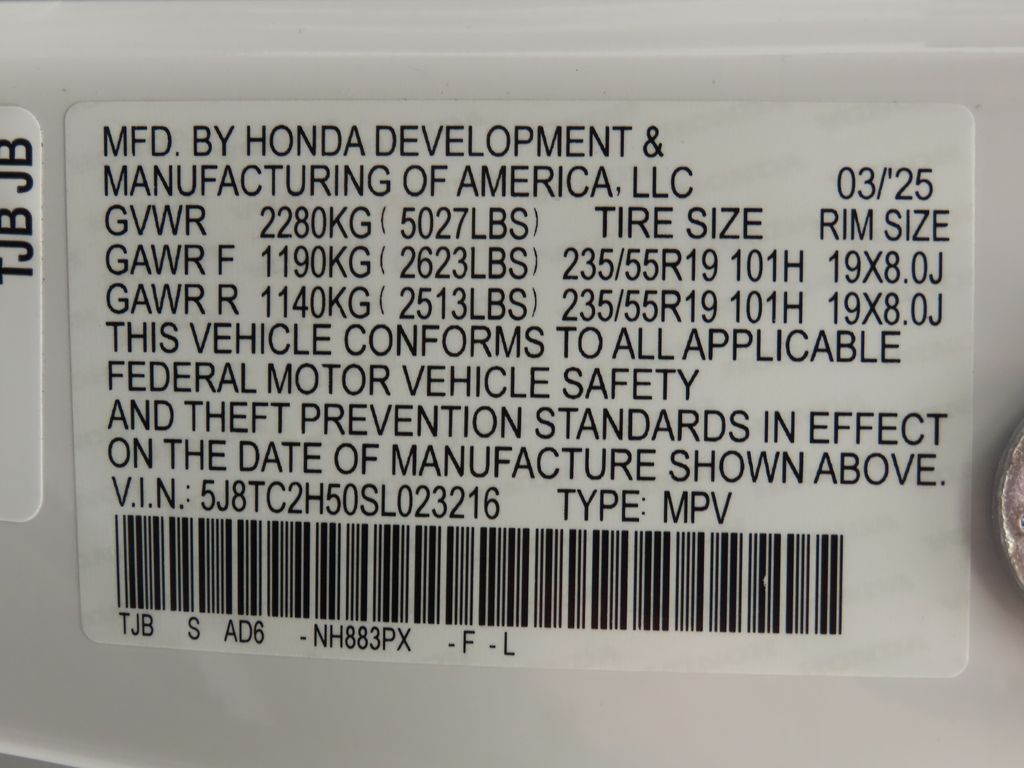 TJB JB
MFD. BY HONDA DEVELOPMENT &
MANUFACTURING OF AMERICA, LLC 03/'25
GVWR 2280KG ( 5027LBS) TIRE SIZE RIM SIZE
GAWR F 1190KG ( 2623LBS) 235/55R19 101H 19X8.0J
GAWR R 1140KG ( 2513LBS) 235/55R19 101H 19X8.0J
THIS VEHICLE CONFORMS TO ALL APPLICABLE
FEDERAL MOTOR VEHICLE SAFETY
AND THEFT PREVENTION STANDARDS IN EFFECT
ON THE DATE OF MANUFACTURE SHOWN ABOVE.
V.I.N.: 5J8TC2H50SL023216 TYPE: MPV
TJB S AD6 -NH883PX -F -L